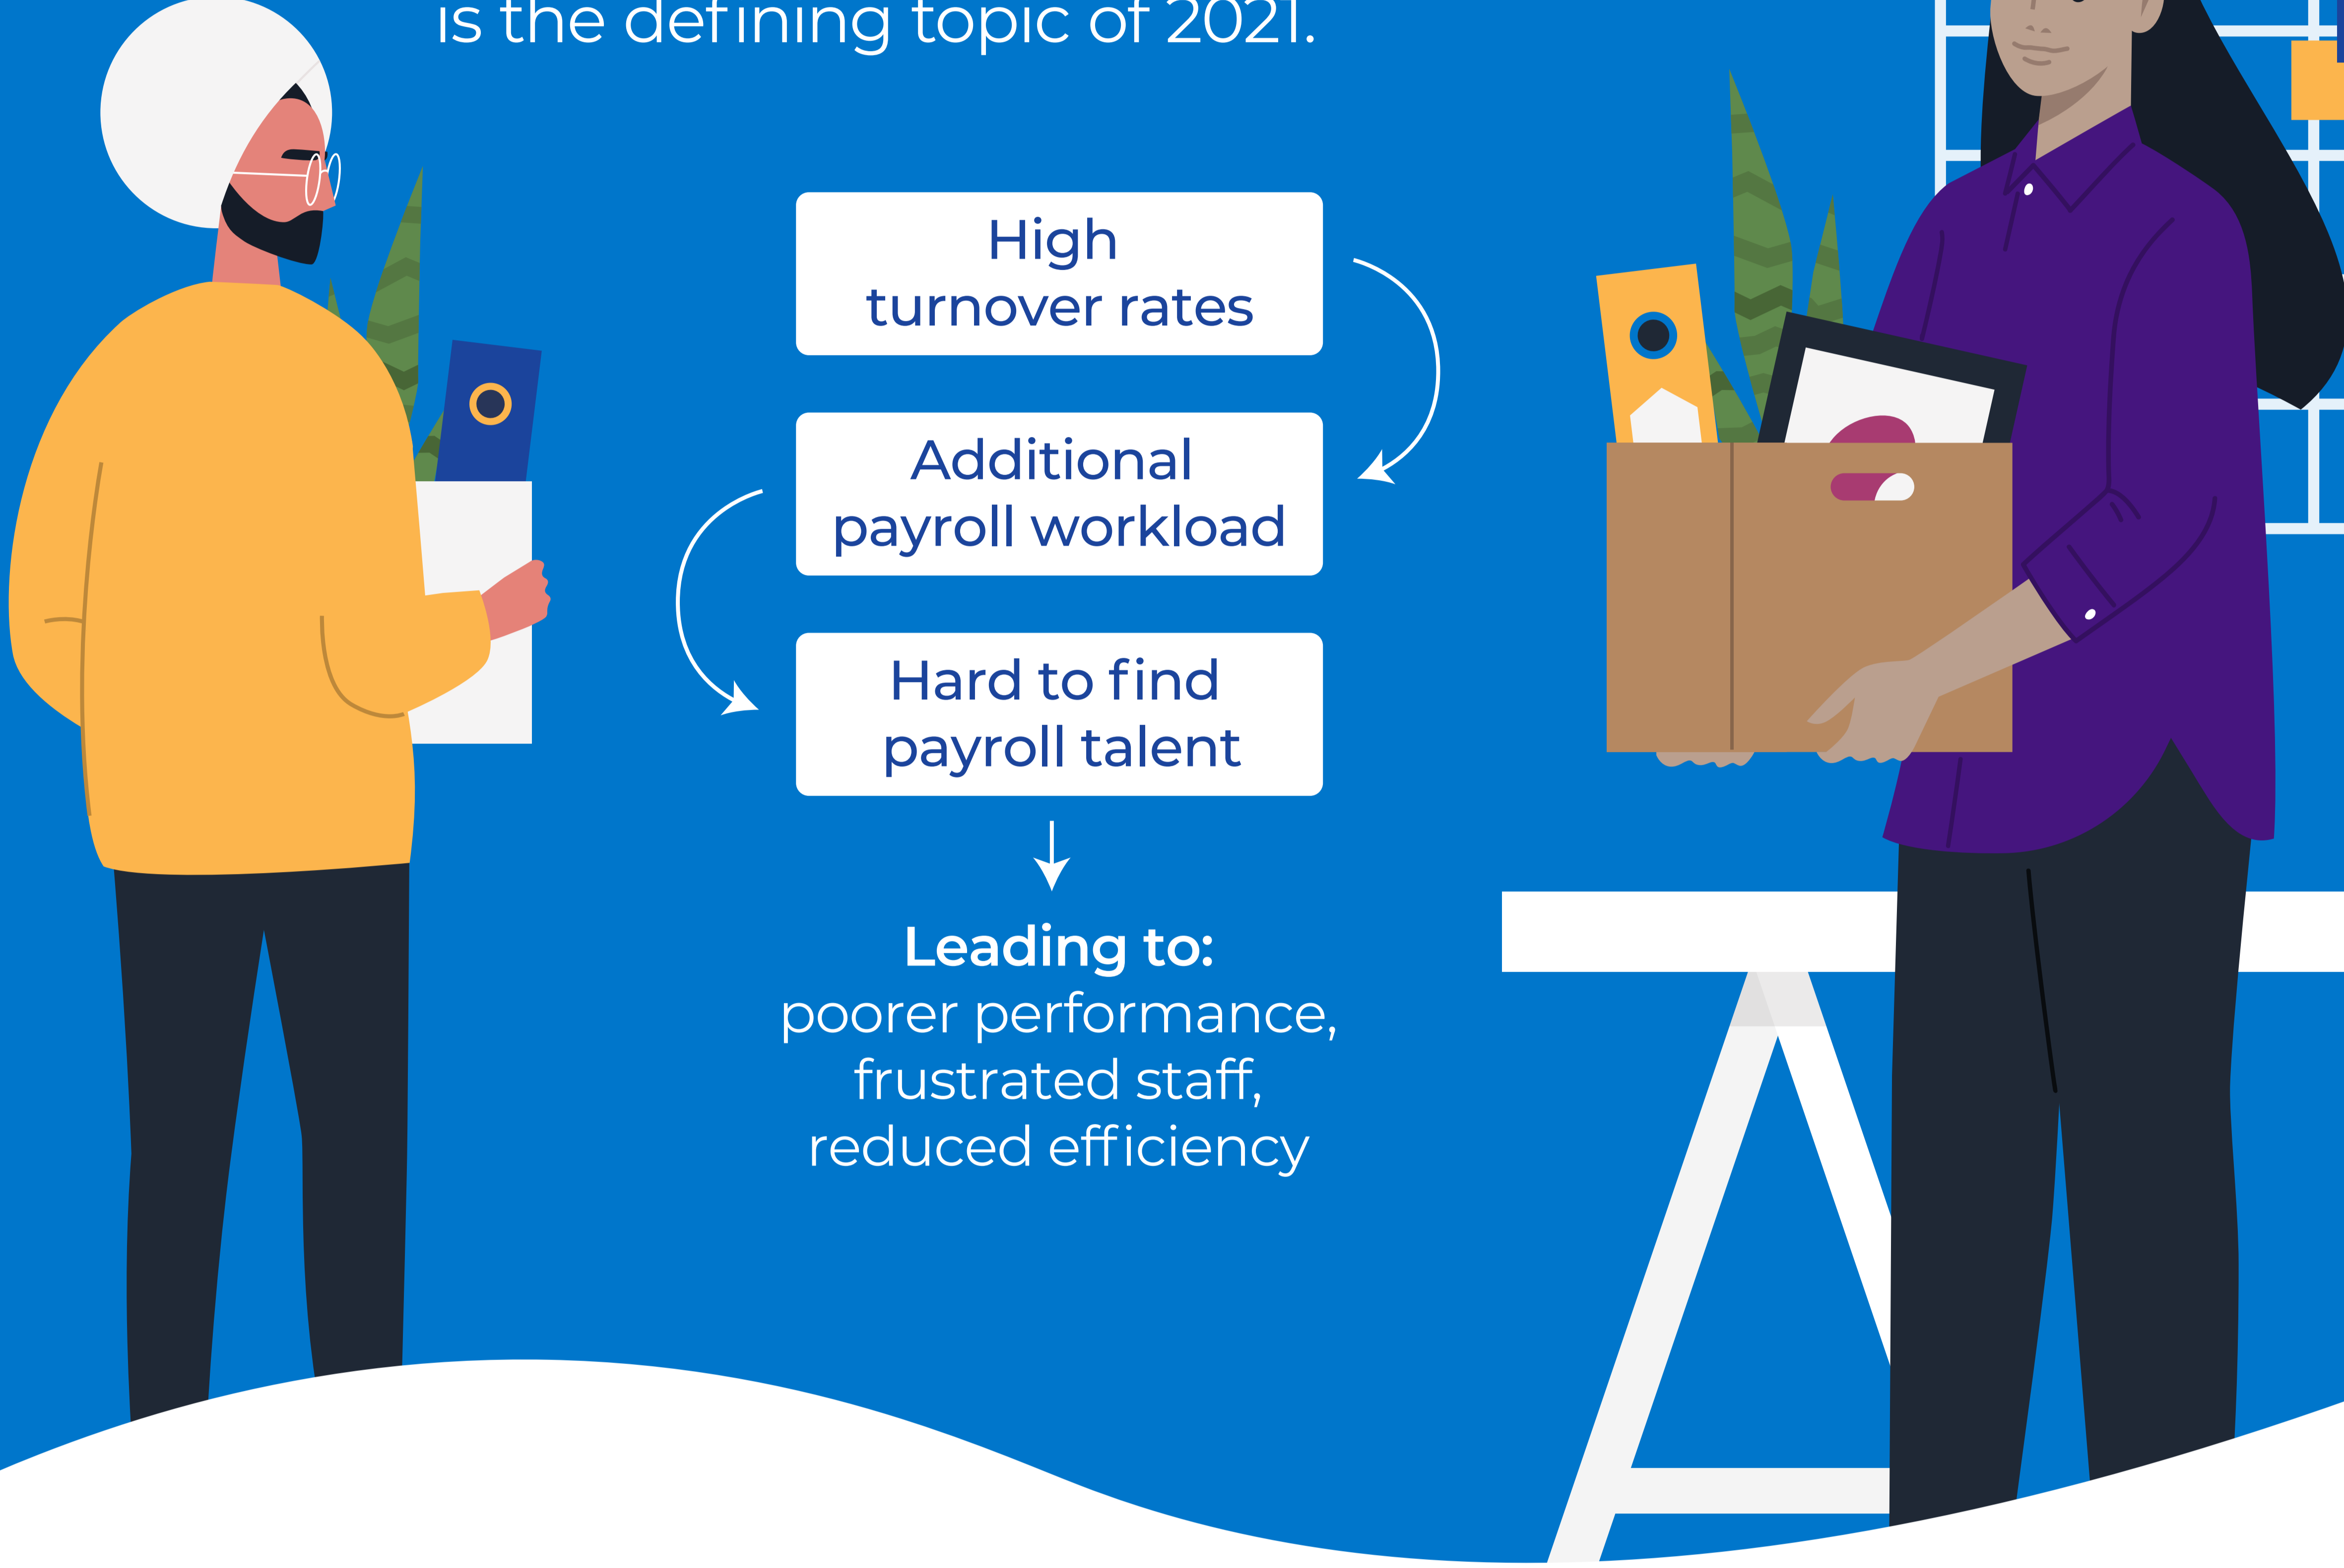 is the defining topic of 2021.
High
turnover rates
Additional
payroll workload
Hard to find
payroll talent
Leading to:
poorer performance,
frustrated staff,
reduced efficiency